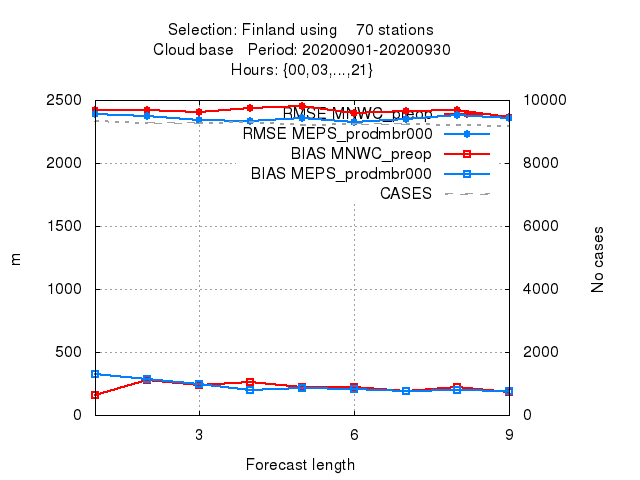 Selection: Finland using 70 stations
Cloud base Period: 20200901-20200930
Hours: {00,03,...,21}
2500 10000
RMSE MNWC_preop
RMSE MEPS_prodmbr000
2000 8000
BIAS MNWC_preop
BIAS MEPS_prodmbr000
CASES
1500 6000
m
No cases
1000 4000
500 2000
0 0
3 6 9
Forecast length